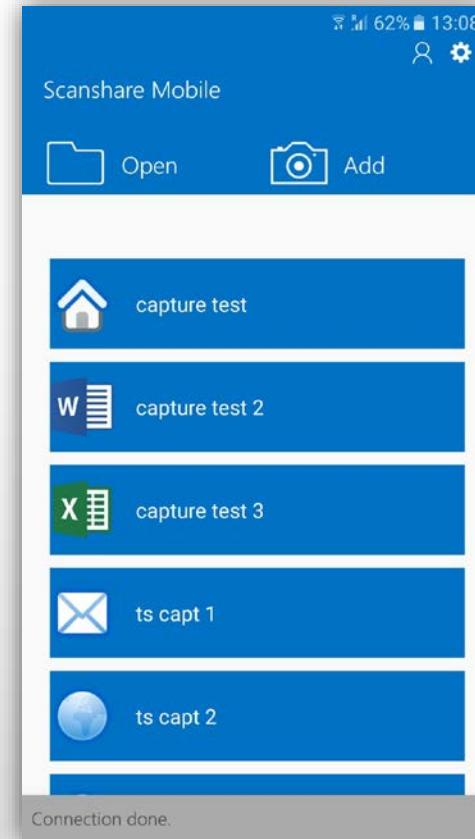 62% 13:08
Scanshare Mobile
Open Add
capture test
W capture test 2
X capture test 3
ts capt 1
ts capt 2
Connection done.